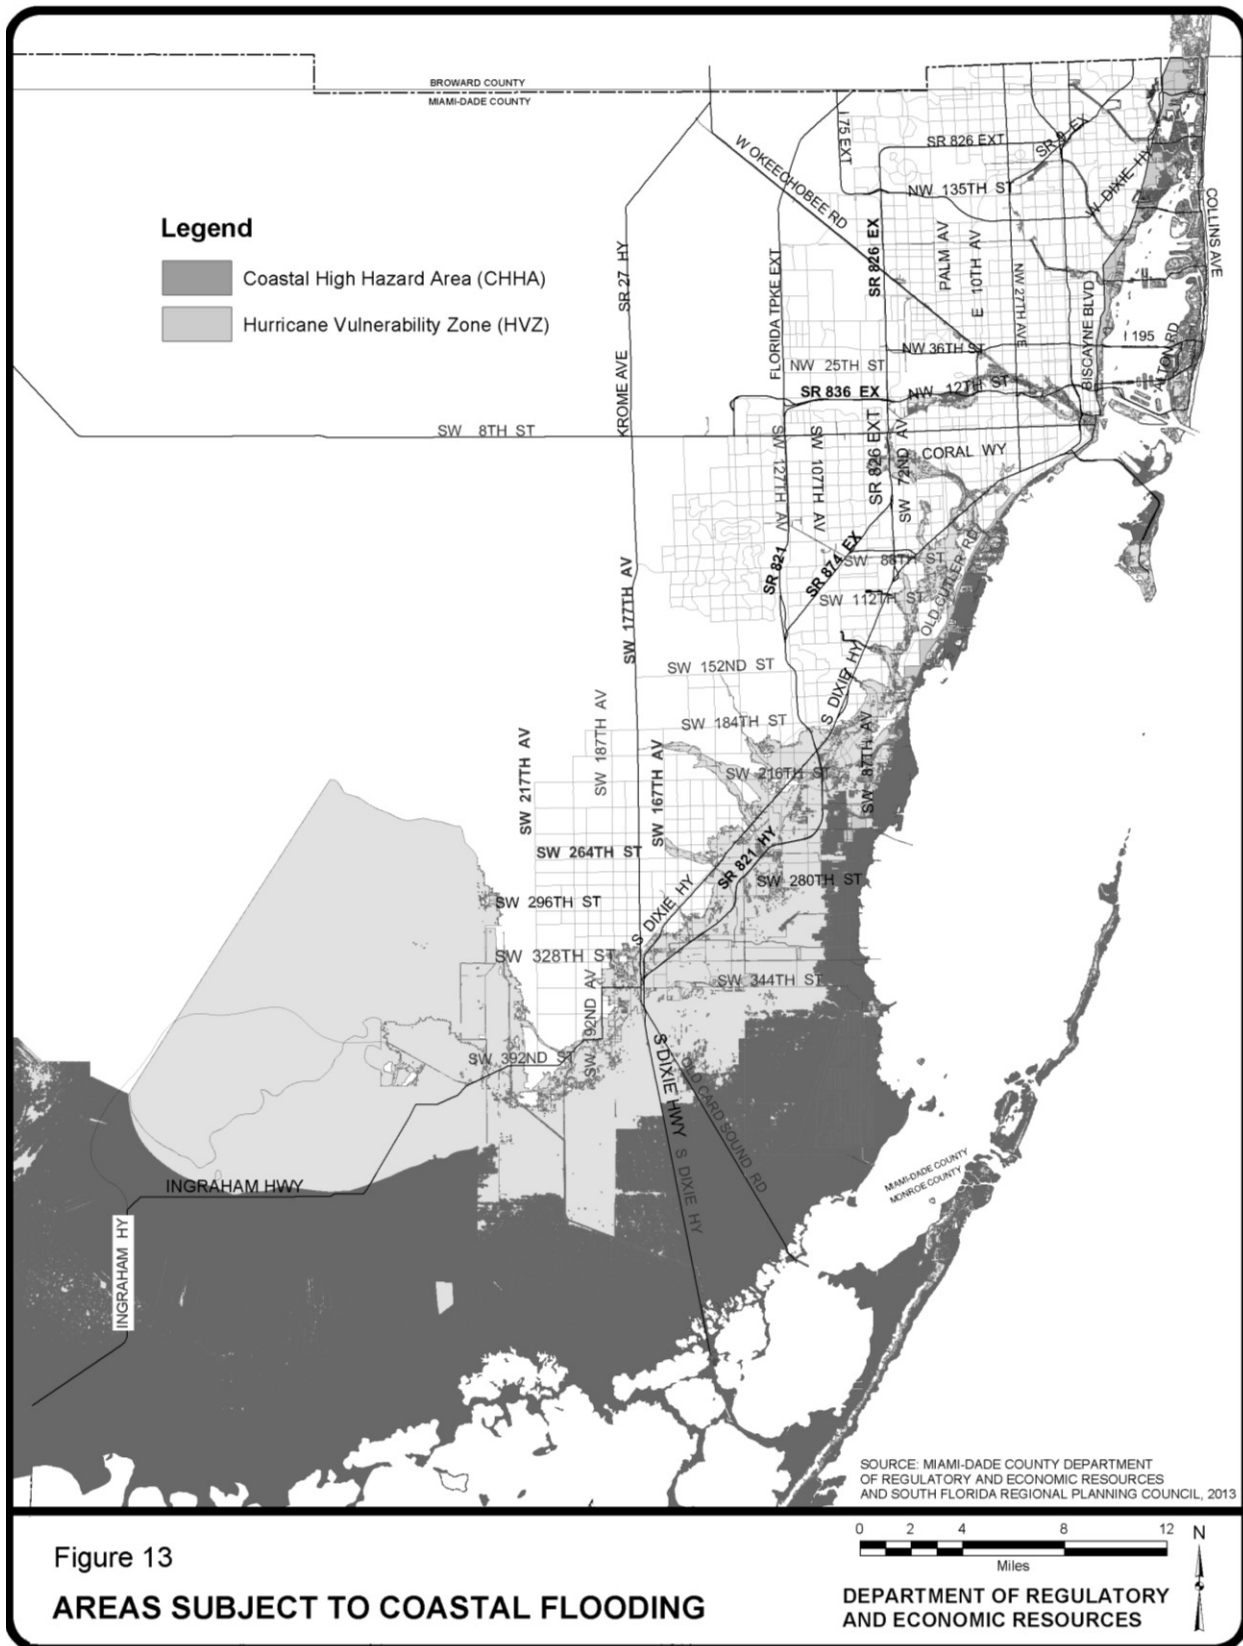 BROWARD COUNTY
MIAMI-DADE COUNTY
I 75 EXT
SR 826 EXT
SR 9 EX
W OKEECHOBEE RD
NW 135TH ST
W DIXIE HY
COLLINS AVE
Legend
Coastal High Hazard Area (CHHA)
Hurricane Vulnerability Zone (HVZ)
SR 27 HY
FLORIDA TPKE EXT
SR 826 EX
PALM AV
E 10TH AV
NW 27TH AVE
BISCAYNE BLVD
I 195
ALTON RD
NW 36TH ST
NW 25TH ST
KROME AVE
SR 836 EX
NW 12TH ST
SW 8TH ST
SW 127TH AV
SW 107TH AV
SR 826 EXT
SW 72ND AV
CORAL WY
SR 821
SR 874 EX
SW 88TH ST
SW 112TH ST
OLD CUTLER RD
SW 177TH AV
SW 152ND ST
S DIXIE HY
SW 187TH AV
SW 184TH ST
SW 217TH AV
SW 167TH AV
SW 216TH ST
SW 87TH AV
SW 264TH ST
SR 821 HY
SW 280TH ST
SW 296TH ST
S DIXIE HY
SW 328TH ST
SW 344TH ST
SW 192ND AV
SW 392ND ST
S DIXIE HWY
OLD CARD SOUND RD
S DIXIE HY
MIAMI-DADE COUNTY
MONROE COUNTY
INGRAHAM HWY
INGRAHAM HY
SOURCE: MIAMI-DADE COUNTY DEPARTMENT
OF REGULATORY AND ECONOMIC RESOURCES
AND SOUTH FLORIDA REGIONAL PLANNING COUNCIL, 2013
Figure 13
AREAS SUBJECT TO COASTAL FLOODING
0 2 4 8 12
Miles
N
DEPARTMENT OF REGULATORY
AND ECONOMIC RESOURCES